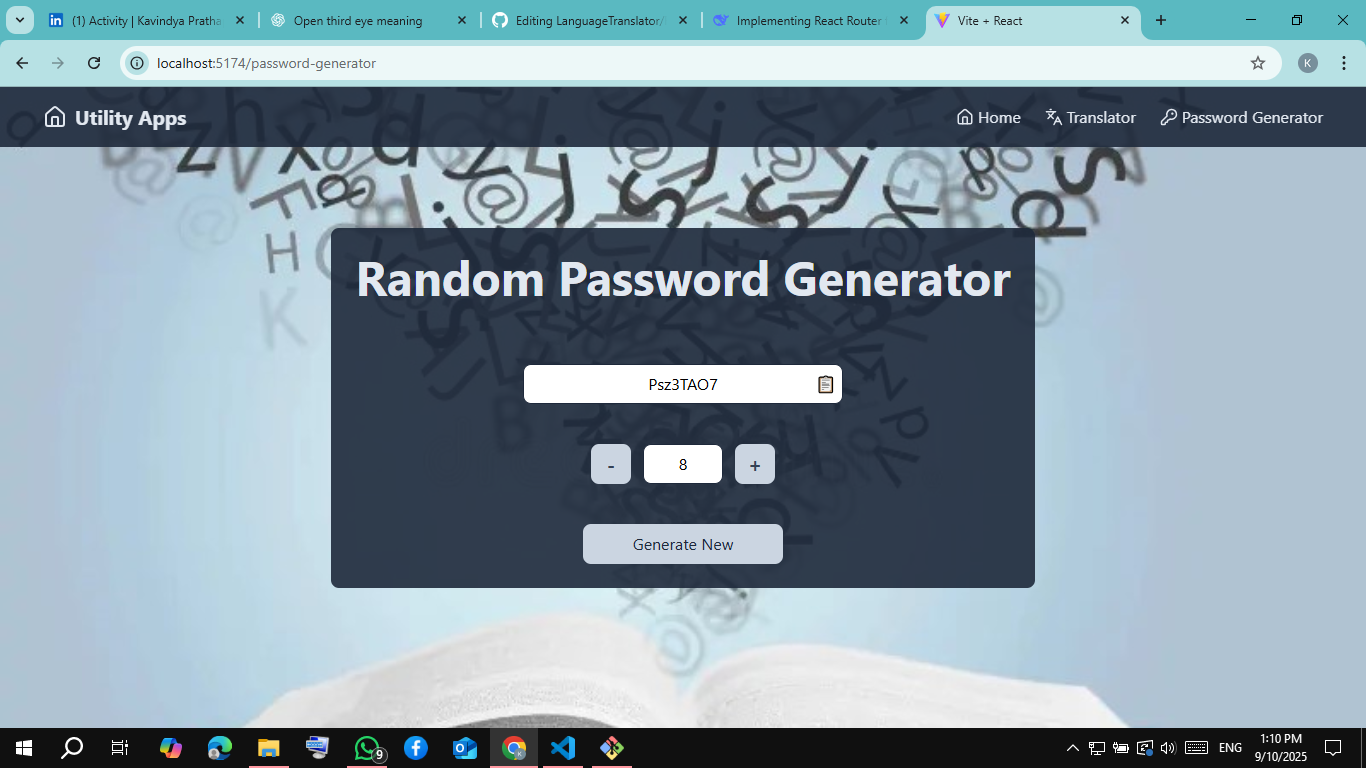 (1) Activity | Kavindya Pratha
Open third eye meaning
Editing LanguageTranslator/
Implementing React Router
Vite + React
localhost:5174/password-generator
K
Utility Apps
Home
Translator
Password Generator
Random Password Generator
Psz3TAO7
-
8
+
Generate New
9
ENG
1:10 PM
9/10/2025